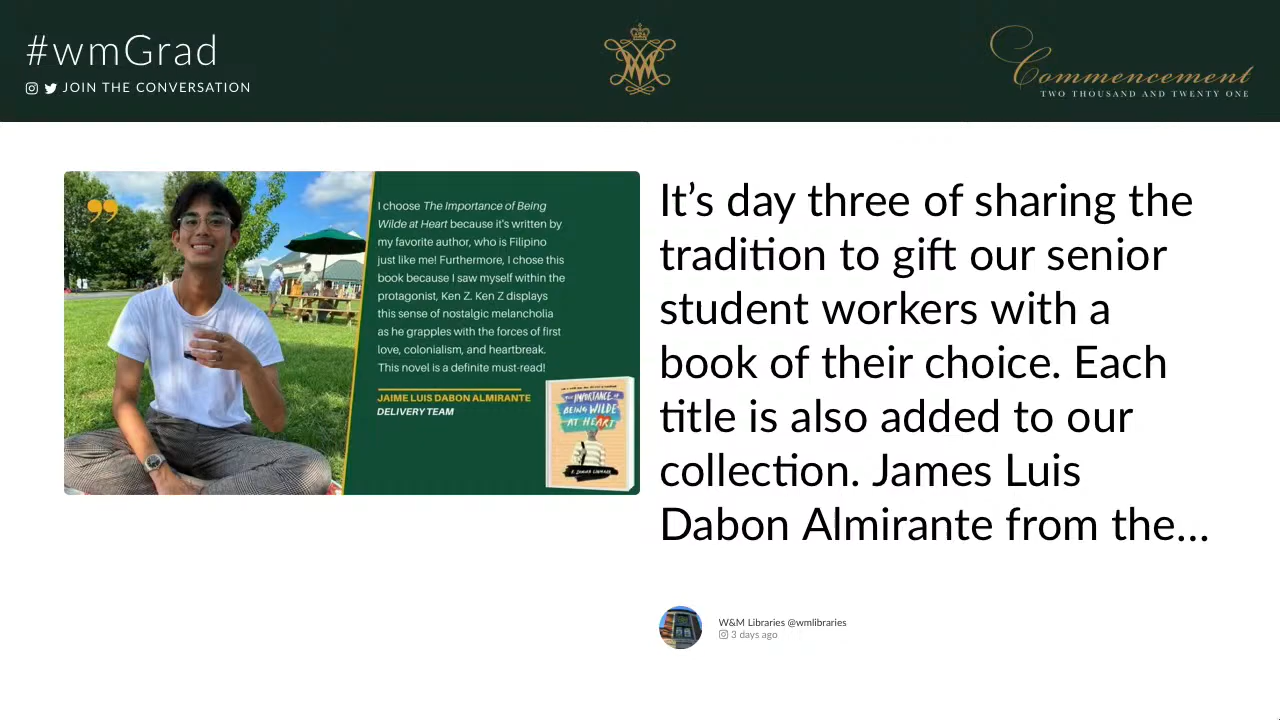 #wmGrad
JOIN THE CONVERSATION
Commencement
TWO THOUSAND AND TWENTY ONE
I choose The Importance of Being
Wilde at Heart because it's written by
my favorite author, who is Filipino
just like me! Furthermore, I chose this
book because I saw myself within the
protagonist, Ken Z. Ken Z displays
this sense of nostalgic melancholia
as he grapples with the forces of first
love, colonialism, and heartbreak.
This novel is a definite must-read!
JAIME LUIS DABON ALMIRANTE
DELIVERY TEAM
THE IMPORTANCE OF
BEING WILDE
AT HEART
It’s day three of sharing the
tradition to gift our senior
student workers with a
book of their choice. Each
title is also added to our
collection. James Luis
Dabon Almirante from the...
W&M Libraries @wmlibraries
3 days ago